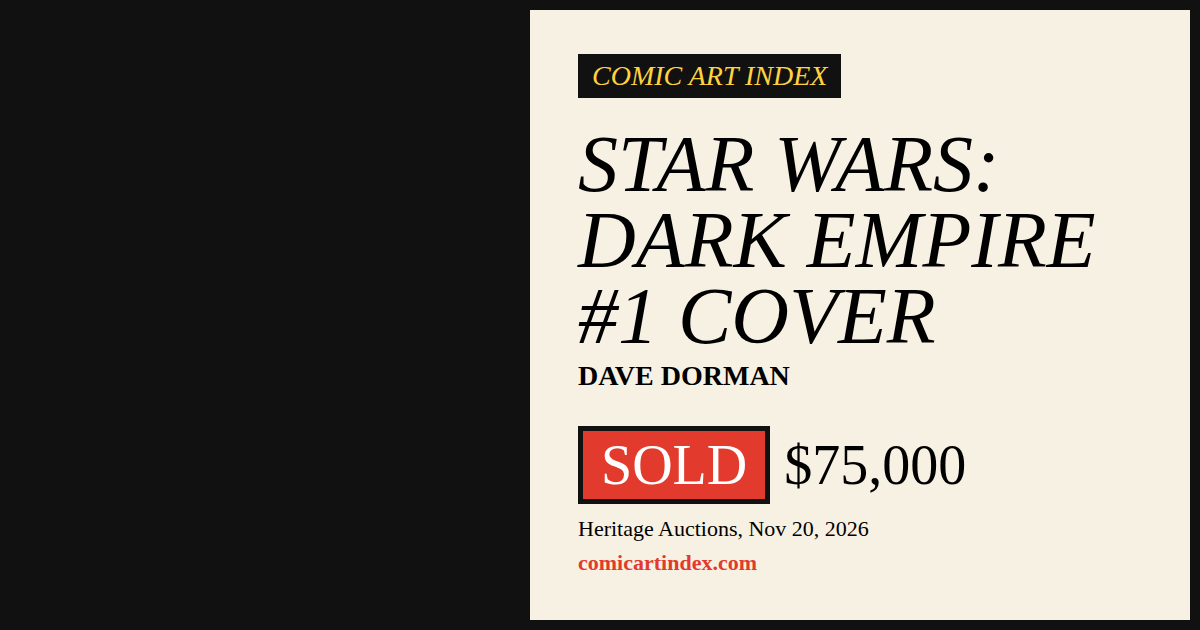 COMIC ART INDEX
STAR WARS:
DARK EMPIRE
#1 COVER
DAVE DORMAN
SOLD $75,000
Heritage Auctions, Nov 20, 2026
comicartindex.com